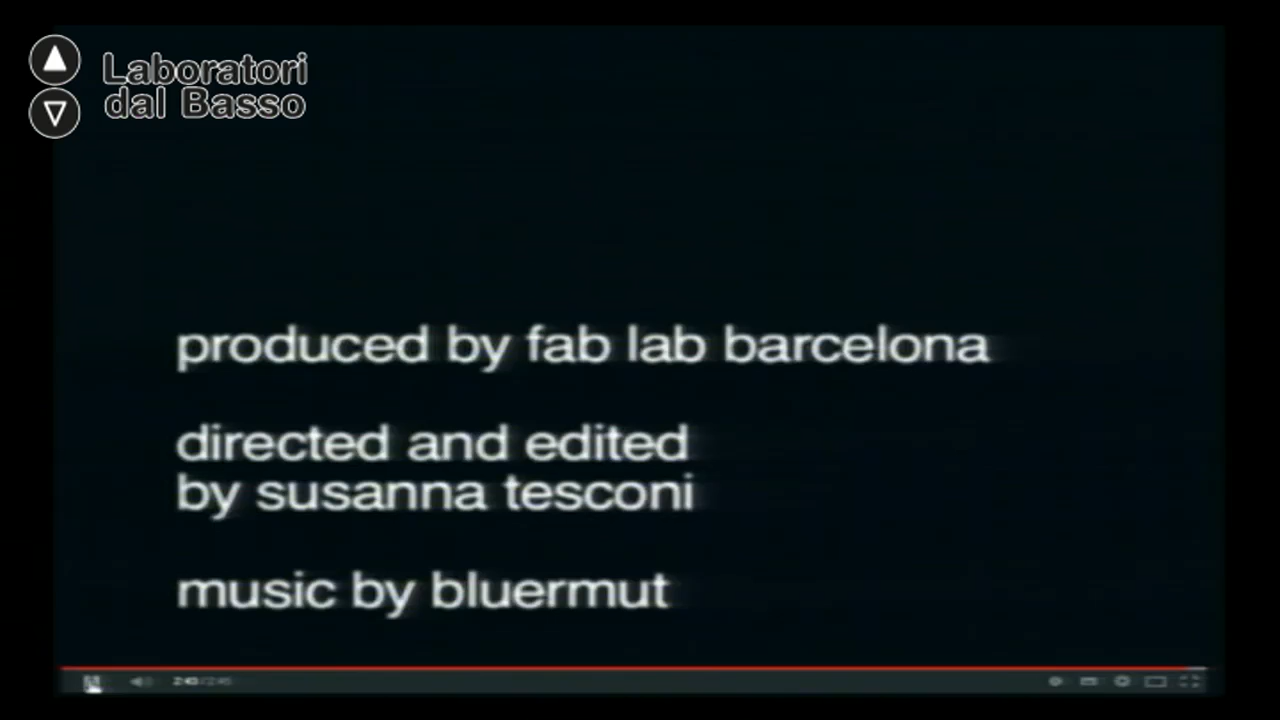 Laboratori
dal Basso
produced by fab lab barcelona
directed and edited
by susanna tesconi
music by bluermut